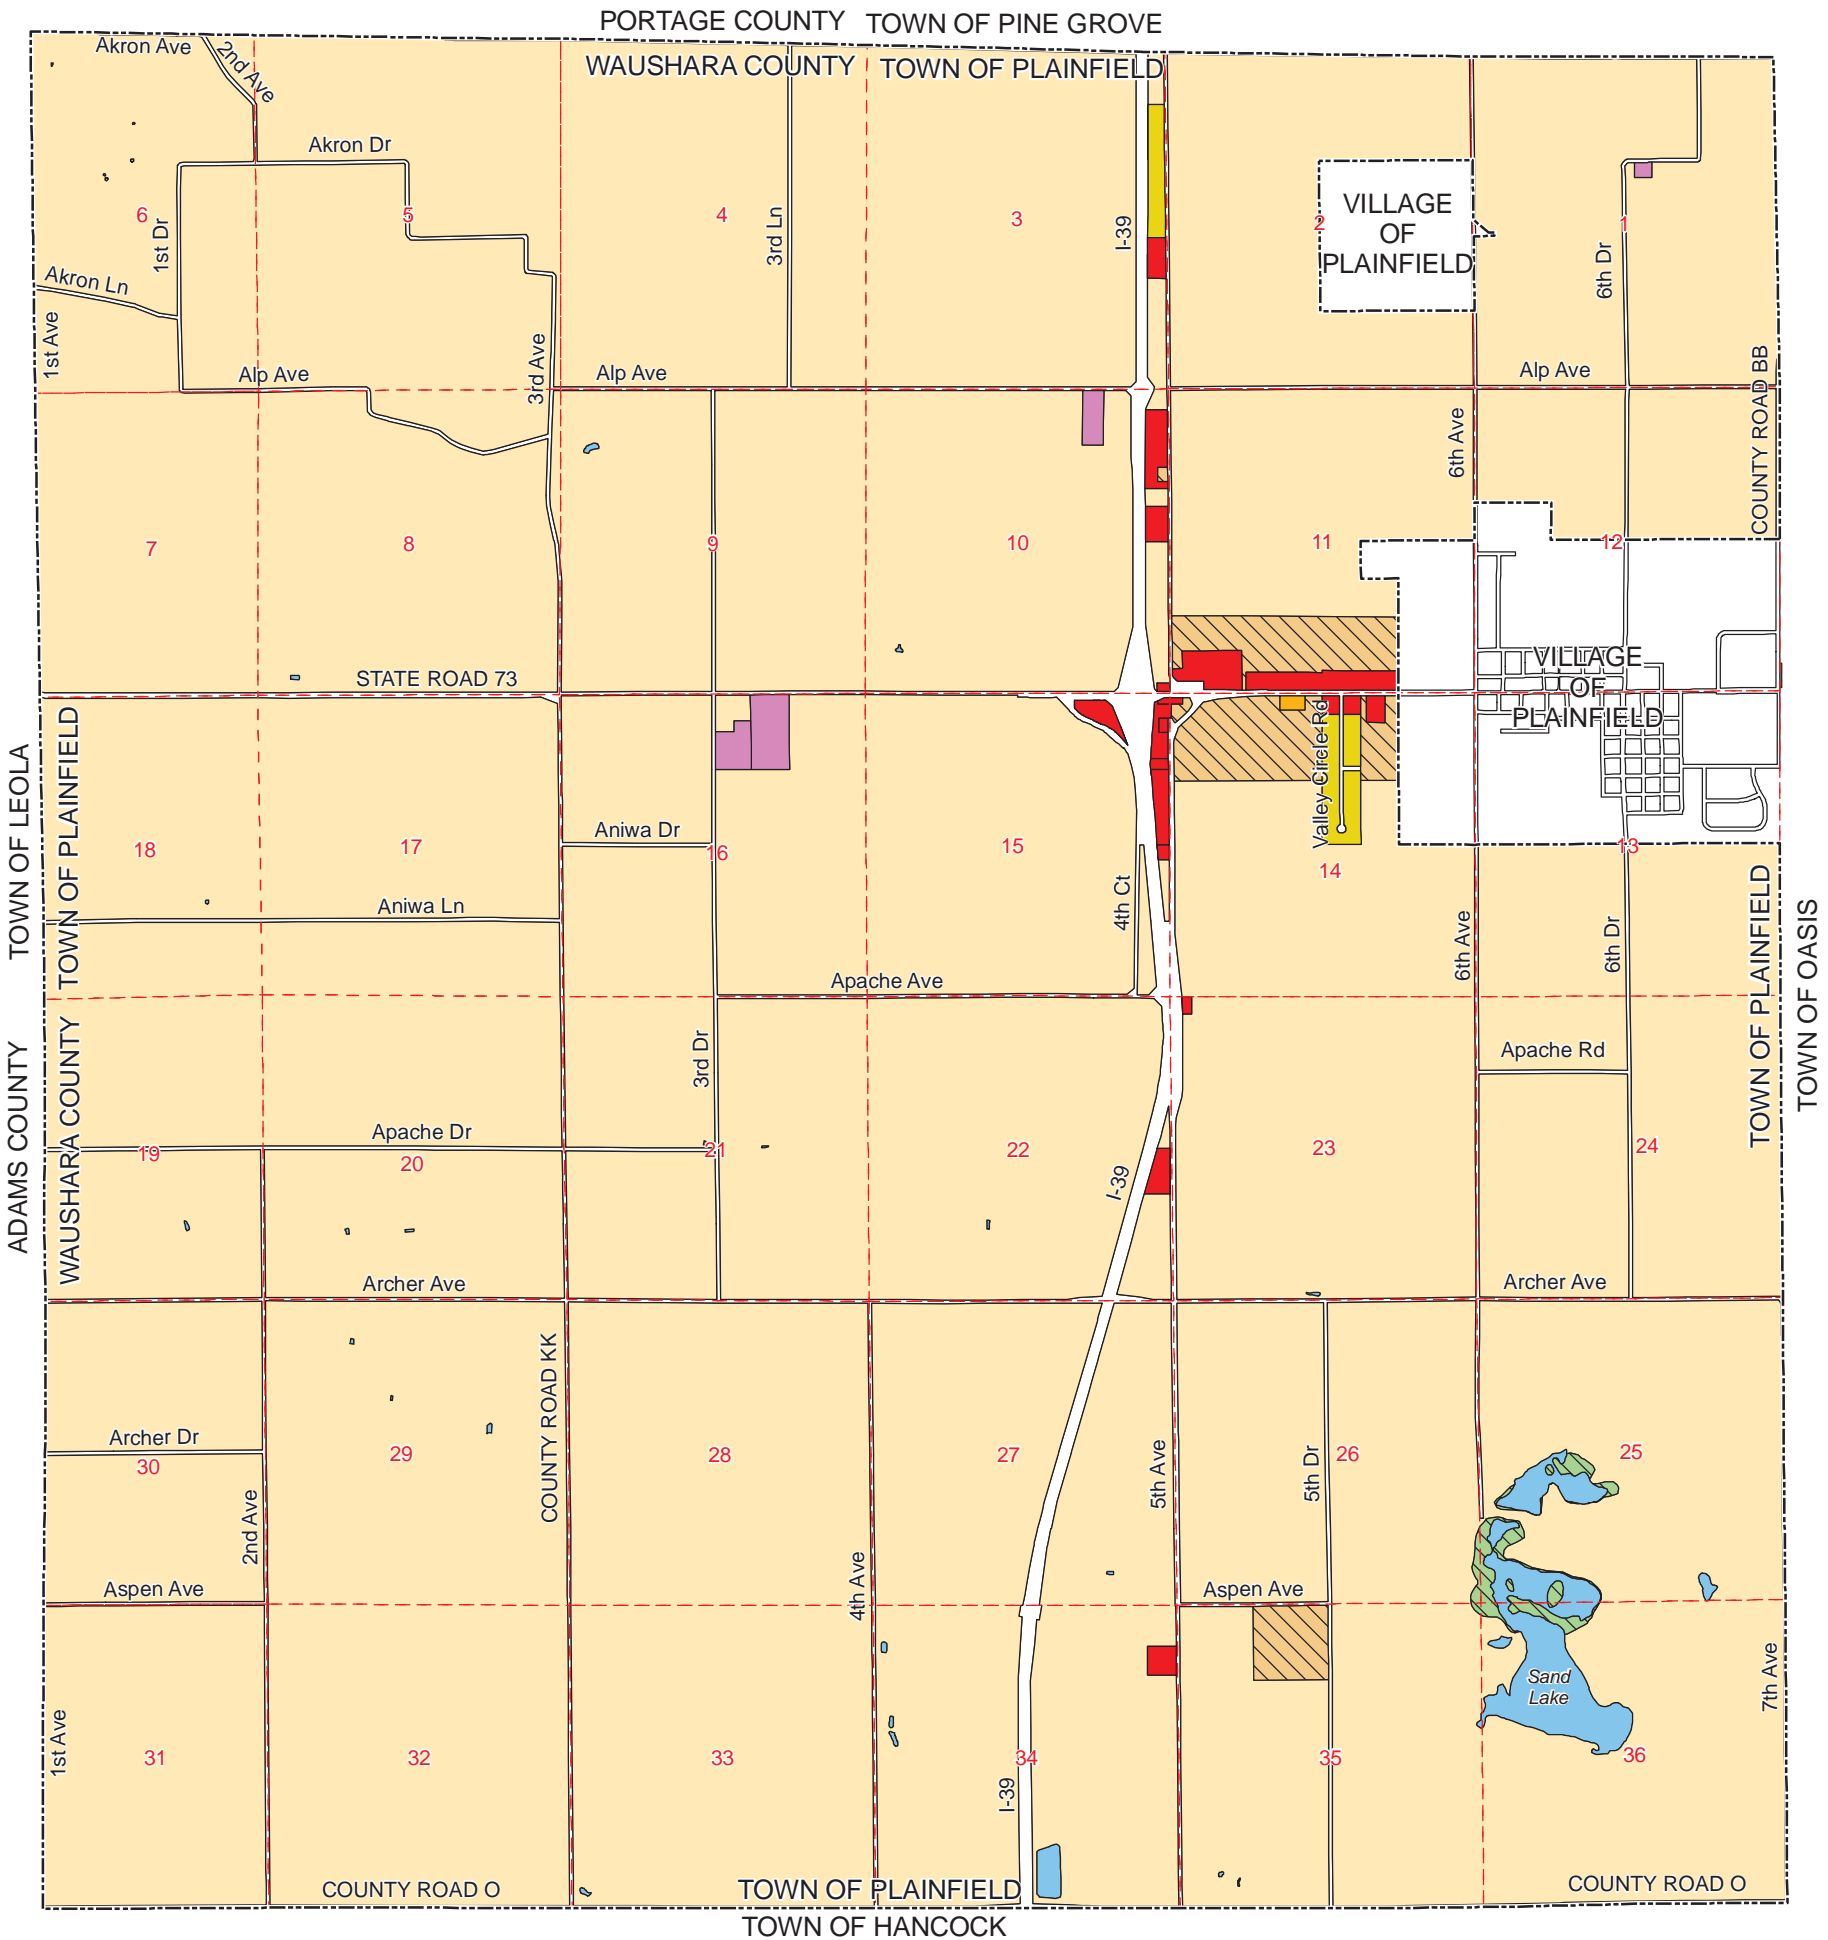 PORTAGE COUNTY TOWN OF PINE GROVE
WAUSHARA COUNTY TOWN OF PLAINFIELD
Akron Ave
2nd Ave
Akron Dr
6
5
4
3
2
1
1st Dr
3rd Ln
I-39
VILLAGE
OF
PLAINFIELD
6th Dr
Akron Ln
1st Ave
3rd Ave
Alp Ave
Alp Ave
Alp Ave
COUNTY ROAD BB
6th Ave
7
8
9
10
11
12
STATE ROAD 73
VILLAGE
OF
PLAINFIELD
Valley Circle Rd
TOWN OF LEOLA
TOWN OF PLAINFIELD
18
17
Aniwa Dr
16
15
14
13
Aniwa Ln
4th Ct
6th Ave
6th Dr
TOWN OF PLAINFIELD
TOWN OF OASIS
Apache Ave
ADAMS COUNTY
WAUSHARA COUNTY
3rd Dr
Apache Rd
Apache Dr
19
20
21
22
23
24
I-39
Archer Ave
Archer Ave
COUNTY ROAD KK
Archer Dr
30
29
28
27
26
25
2nd Ave
5th Ave
5th Dr
4th Ave
Aspen Ave
Aspen Ave
Sand
Lake
7th Ave
1st Ave
31
32
33
34
35
36
I-39
COUNTY ROAD O
TOWN OF PLAINFIELD
COUNTY ROAD O
TOWN OF HANCOCK